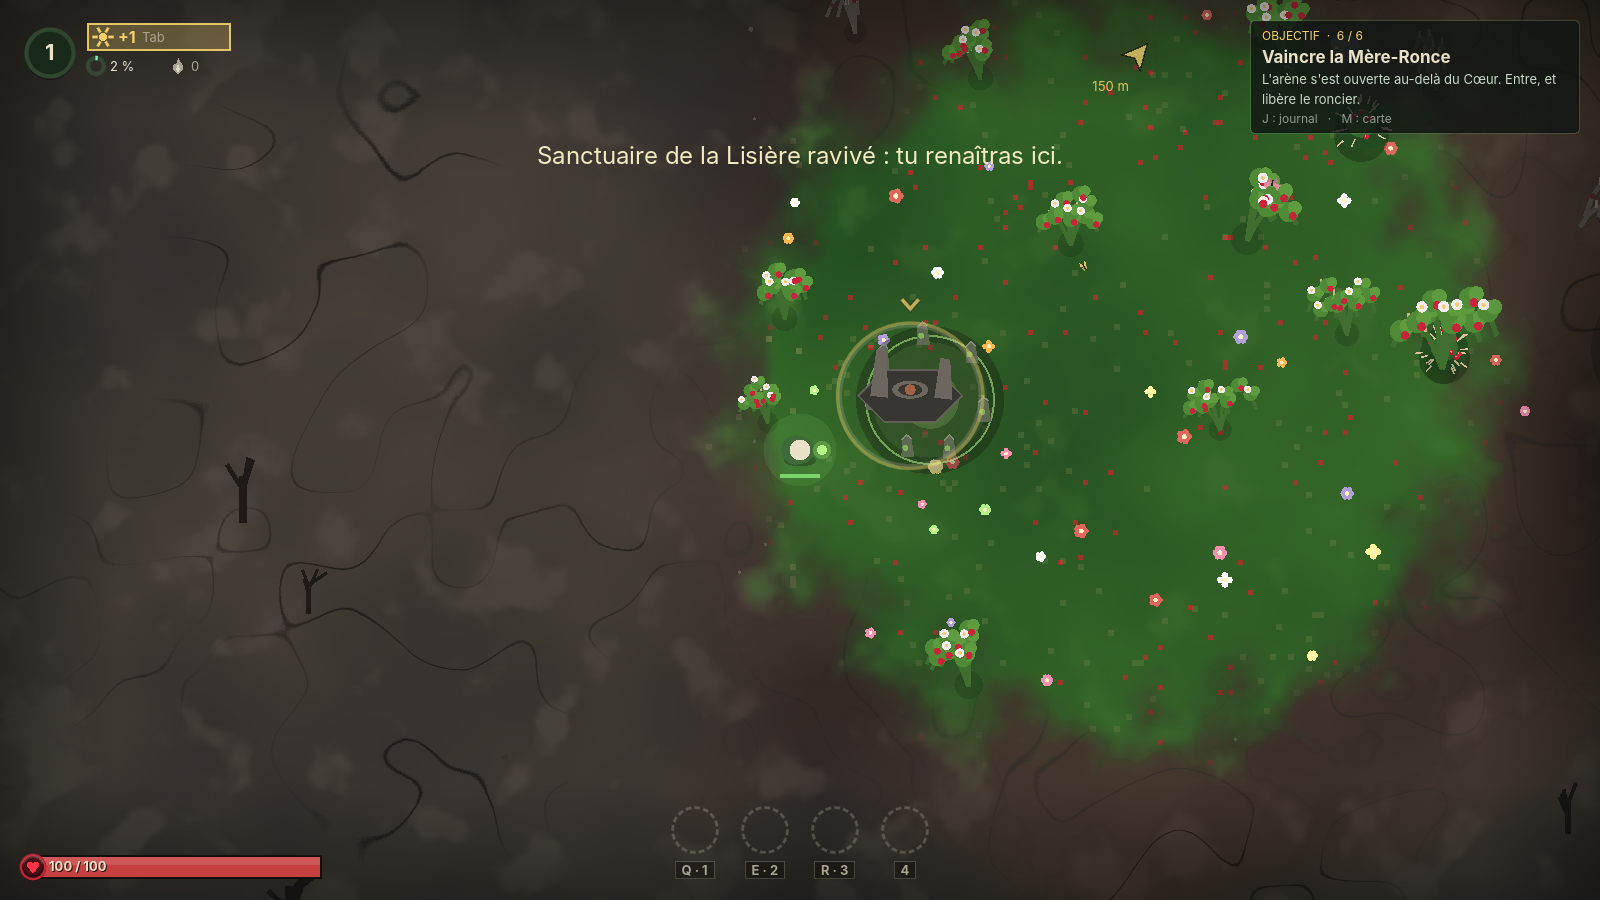 1
+1 Tab
2 %
0
OBJECTIF · 6 / 6
Vaincre la Mère-Ronce
L'arène s'est ouverte au-delà du Cœur. Entre, et
libère le roncier.
J : journal · M : carte
150 m
Sanctuaire de la Lisière ravivé : tu renaîtras ici.
100 / 100
Q · 1
E · 2
R · 3
4